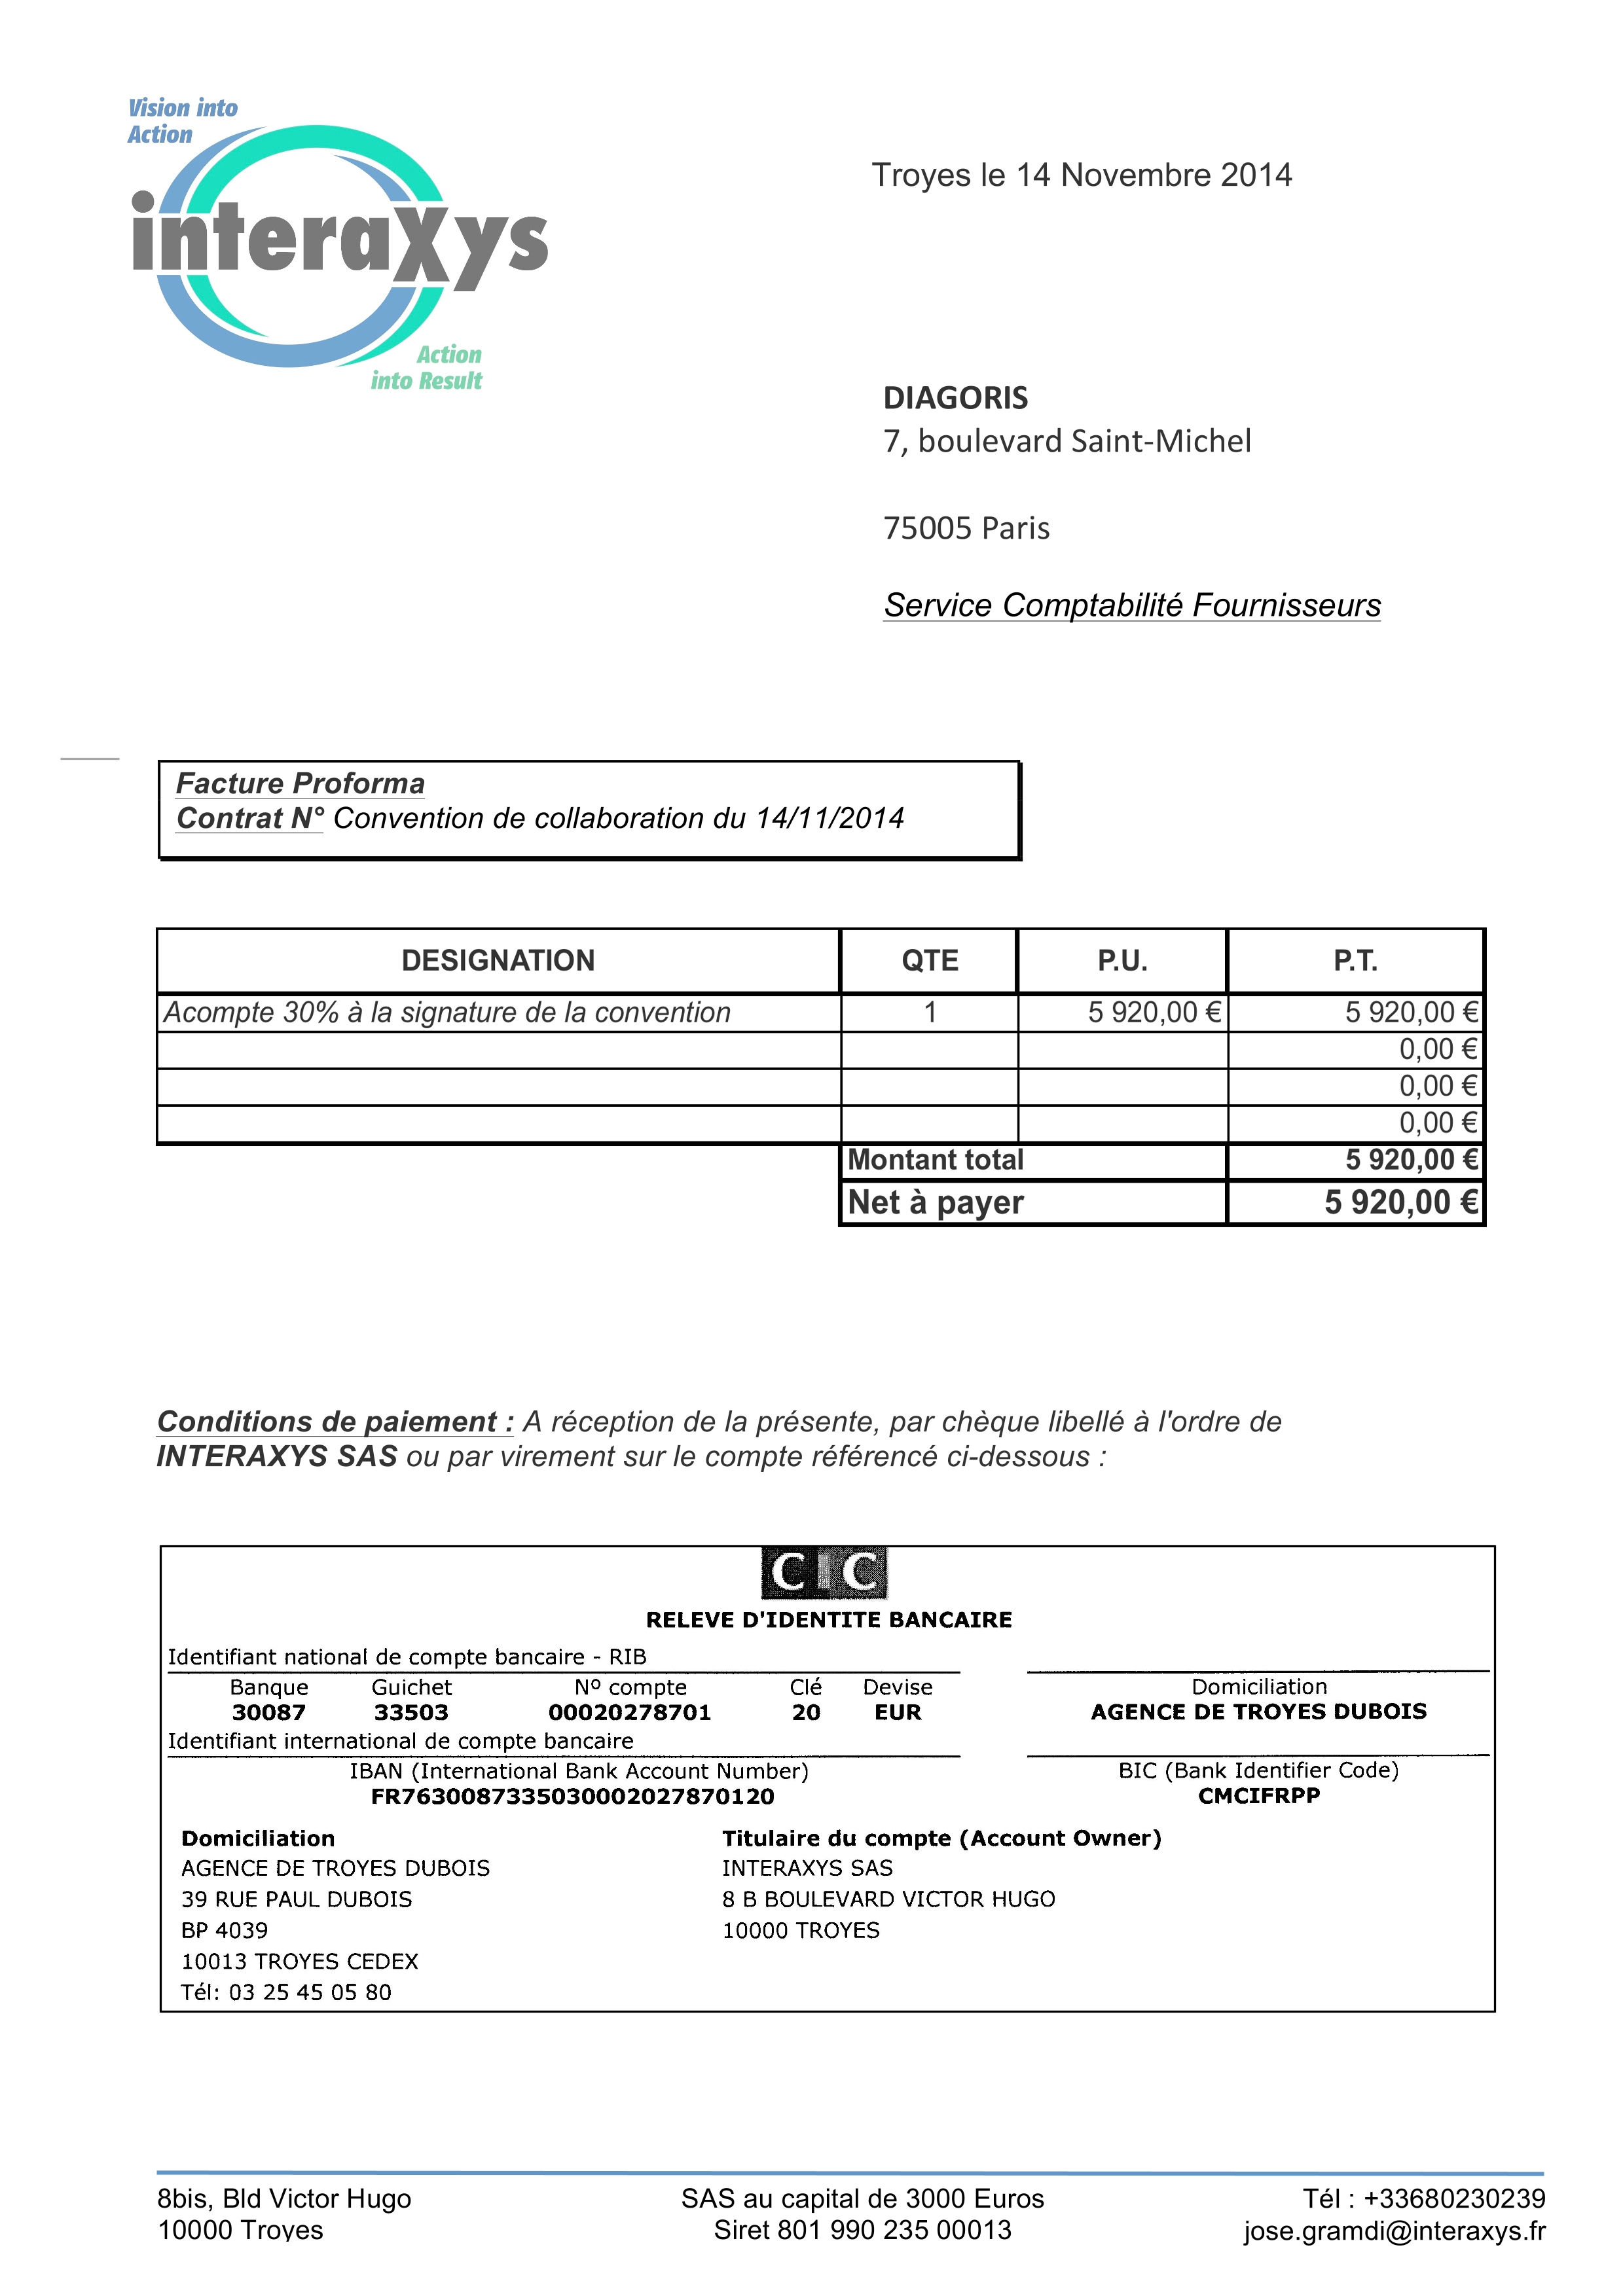 Vision into
Action
interaxys
Action
into Result
Troyes le 14 Novembre 2014
DIAGORIS
7, boulevard Saint-Michel
75005 Paris
Service Comptabilité Fournisseurs
Facture Proforma
Contrat N° Convention de collaboration du 14/11/2014
DESIGNATION QTE P.U. P.T.
Acompte 30% à la signature de la convention 1 5 920,00 € 5 920,00 €
0,00 €
0,00 €
0,00 €
Montant total 5 920,00 €
Net à payer 5 920,00 €
Conditions de paiement : A réception de la présente, par chèque libellé à l'ordre de
INTERAXYS SAS ou par virement sur le compte référencé ci-dessous :
CIC
RELEVE D'IDENTITE BANCAIRE
Identifiant national de compte bancaire - RIB
Banque Guichet N° compte Clé Devise Domiciliation
30087 33503 00020278701 20 EUR AGENCE DE TROYES DUBOIS
Identifiant international de compte bancaire
IBAN (International Bank Account Number) BIC (Bank Identifier Code)
FR7630087335030002027870120 CMCIFRPP
Domiciliation Titulaire du compte (Account Owner)
AGENCE DE TROYES DUBOIS INTERAXYS SAS
39 RUE PAUL DUBOIS 8 B BOULEVARD VICTOR HUGO
BP 4039 10000 TROYES
10013 TROYES CEDEX
Tél: 03 25 45 05 80
8bis, Bld Victor Hugo SAS au capital de 3000 Euros Tél : +33680230239
10000 Troyes Siret 801 990 235 00013 jose.gramdi@interaxys.fr